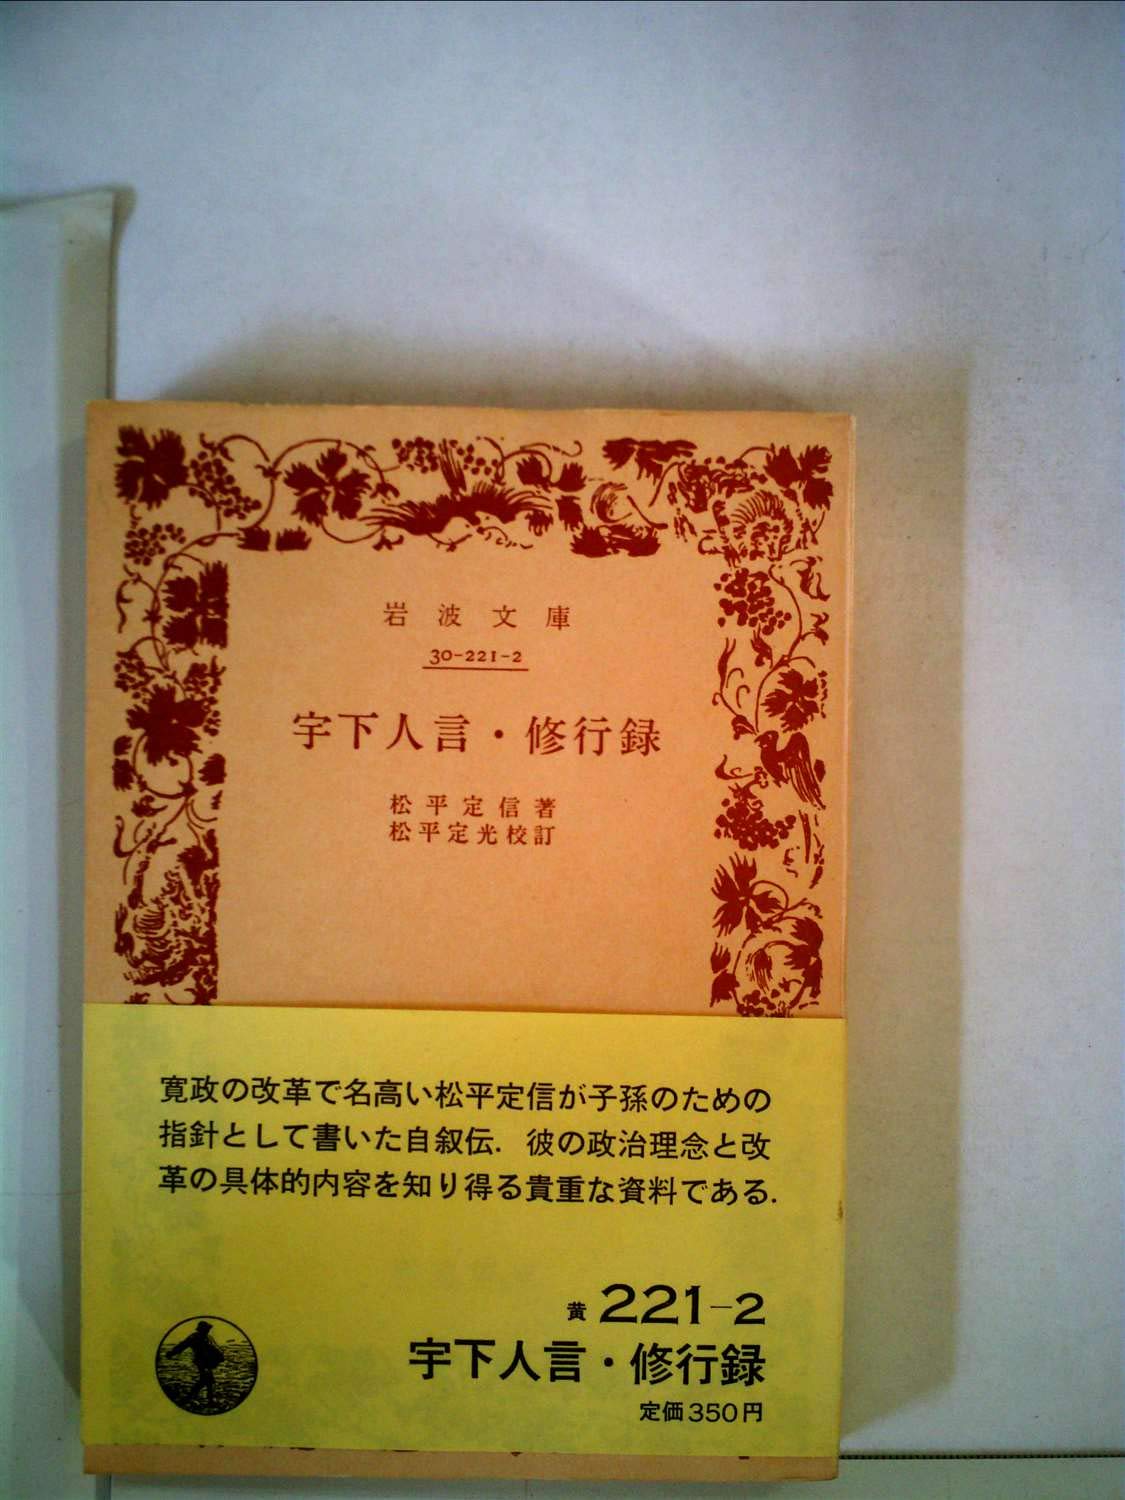 岩波文庫
30-221-2
宇下人言・修行録
松平定信著
松平定光校訂
寛政の改革で名高い松平定信が子孫のための
指針として書いた自叙伝．彼の政治理念と改
革の具体的内容を知り得る貴重な資料である．
黄 221-2
宇下人言・修行録
定価350円